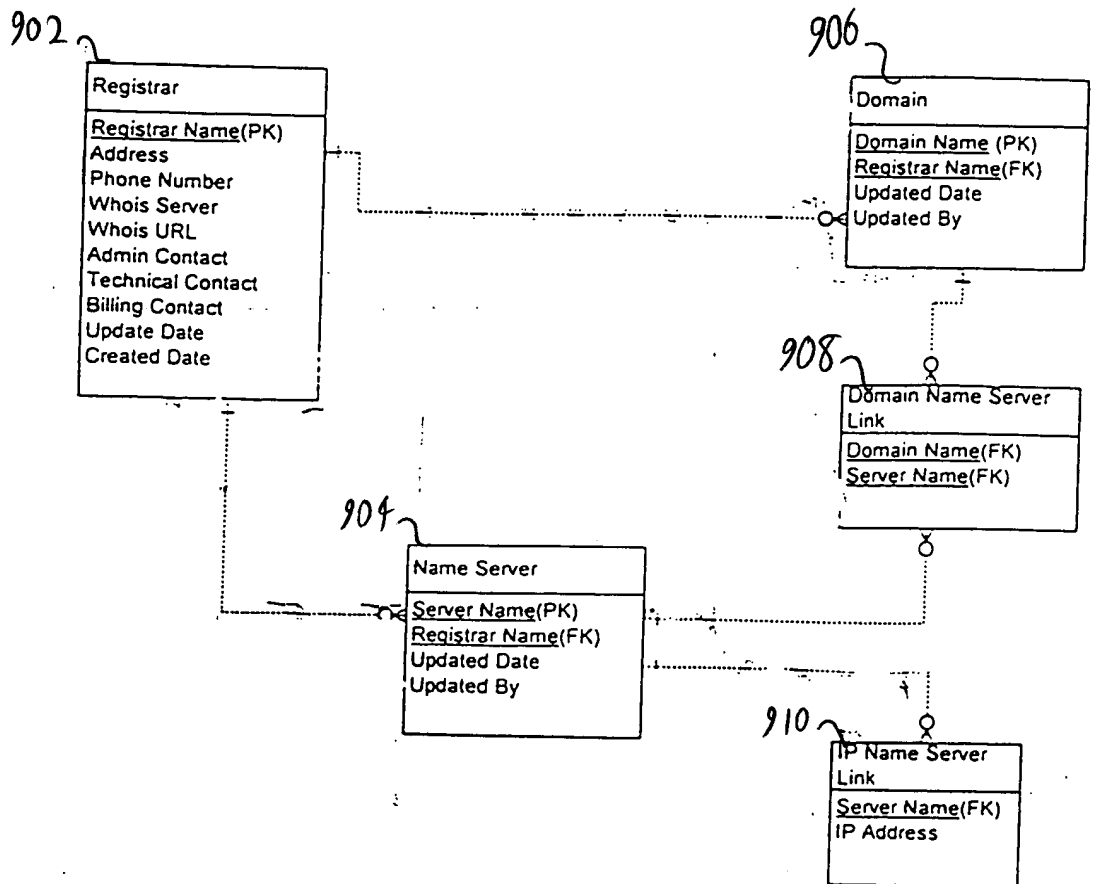 902
Registrar
Registrar Name(PK)
Address
Phone Number
Whois Server
Whois URL
Admin Contact
Technical Contact
Billing Contact
Update Date
Created Date
906
Domain
Domain Name (PK)
Registrar Name(FK)
Updated Date
Updated By
908
Domain Name Server
Link
Domain Name(FK)
Server Name(FK)
904
Name Server
Server Name(PK)
Registrar Name(FK)
Updated Date
Updated By
910
IP Name Server
Link
Server Name(FK)
IP Address